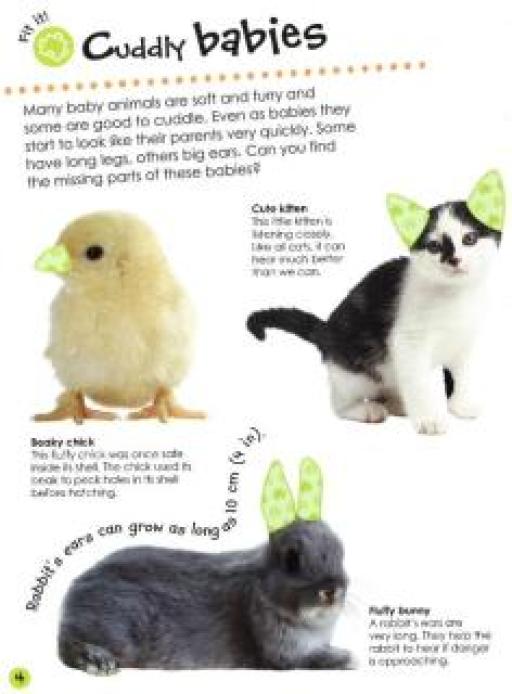 Fit it!
Cuddly babies
Many baby animals are soft and furry and
some are good to cuddle. Even as babies they
start to look like their parents very quickly. Some
have long legs, others big ears. Can you find
the missing parts of these babies?
Cute kitten
This little kitten is
listening closely.
Like all cats, it can
hear much better
than we can.
Beaky chick
This fluffy chick was once safe
inside its shell. The chick used its
beak to peck holes in its shell
before hatching.
Rabbit's ears can grow as long as 10 cm (4 in).
Fluffy bunny
A rabbit's ears are
very long. They help the
rabbit to hear if danger
is approaching.
4